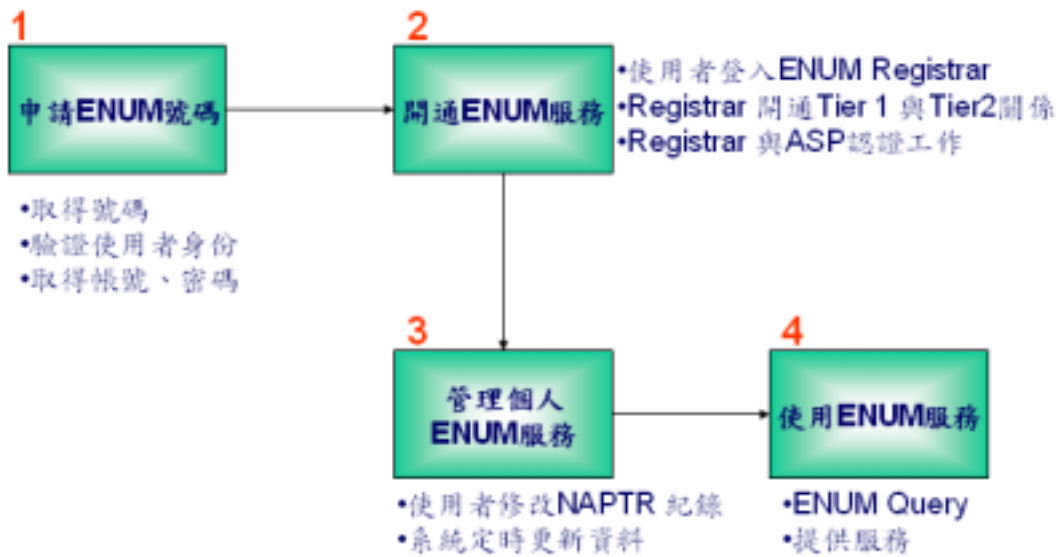 1
申請ENUM號碼
•取得號碼
•驗證使用者身份
•取得帳號、密碼
2
開通ENUM服務
•使用者登入ENUM Registrar
•Registrar 開通Tier 1 與Tier2關係
•Registrar 與ASP認證工作
3
管理個人
ENUM服務
•使用者修改NAPTR 紀錄
•系統定時更新資料
4
使用ENUM服務
•ENUM Query
•提供服務